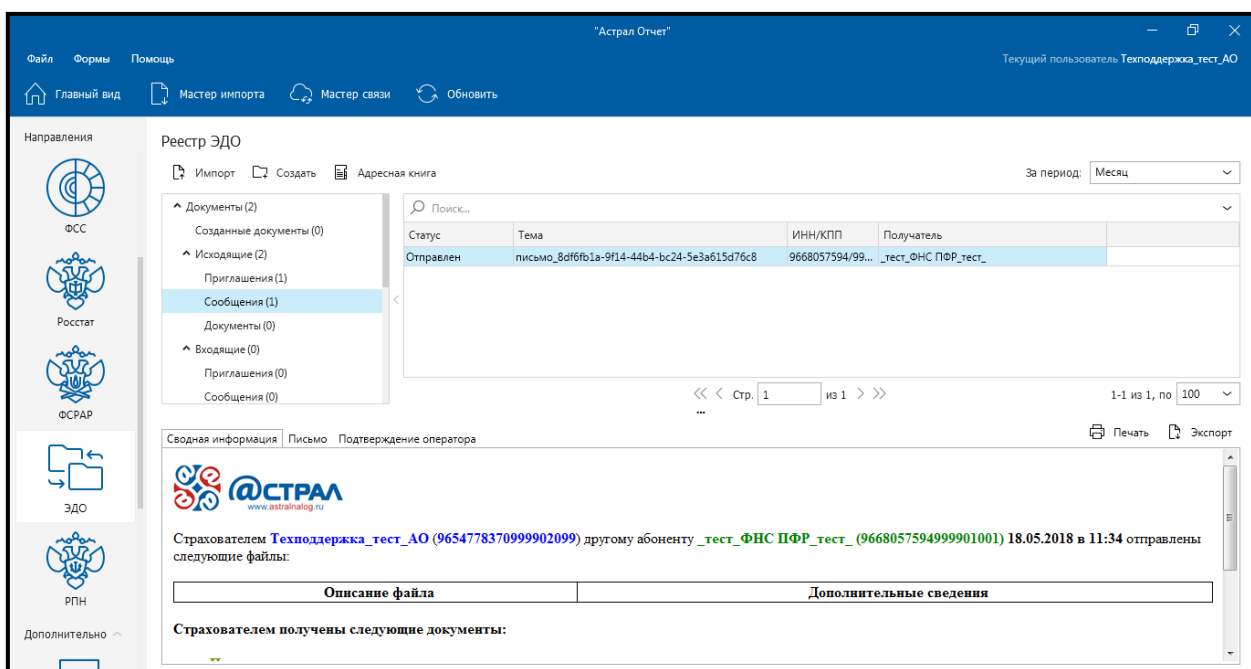 "Астрал Отчет"
Файл Формы Помощь
Текущий пользователь Техподдержка_тест_АО
Главный вид Мастер импорта Мастер связи Обновить
Направления
ФСС
Росстат
ФСРАР
ЭДО
РПН
Дополнительно
Реестр ЭДО
Импорт Создать Адресная книга
За период: Месяц
Документы (2)
Созданные документы (0)
Исходящие (2)
Приглашения (1)
Сообщения (1)
Документы (0)
Входящие (0)
Приглашения (0)
Сообщения (0)
Поиск...
Статус Тема ИНН/КПП Получатель
Отправлен письмо_8df6fb1a-9f14-44b4-bc24-5e3a615d76c8 9668057594/99... _тест_ФНС ПФР_тест_
Стр. 1 из 1
1-1 из 1, по 100
...
Сводная информация Письмо Подтверждение оператора
Печать Экспорт
@СТРАЛ
www.astralnalog.ru
Страхователем Техподдержка_тест_АО (9654778370999902099) другому абоненту _тест_ФНС ПФР_тест_ (9668057594999901001) 18.05.2018 в 11:34 отправлены
следующие файлы:
Описание файла Дополнительные сведения
Страхователем получены следующие документы: